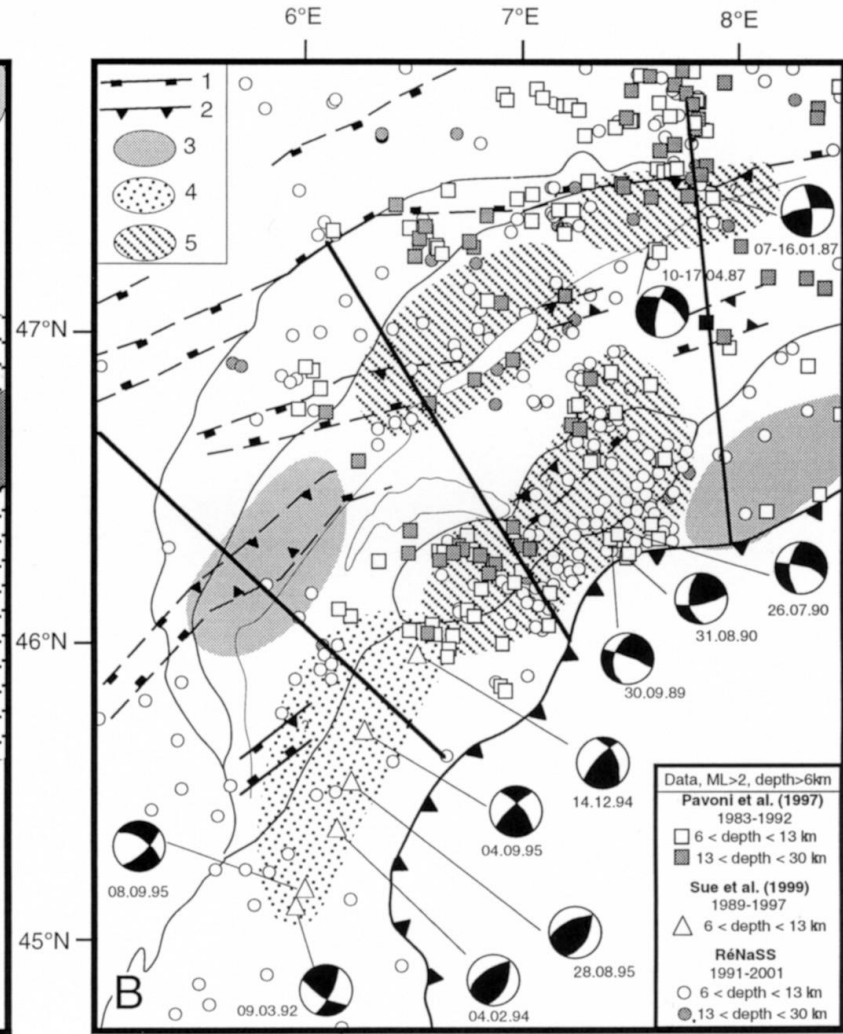 6°E 7°E 8°E
1
2
3
4
5
07-16.01.87
10-17.04.87
47°N
26.07.90
31.08.90
46°N
30.09.89
14.12.94
04.09.95
08.09.95
28.08.95
45°N
04.02.94
09.03.92
B
Data, ML>2, depth>6km
Pavoni et al. (1997)
1983-1992
6 < depth < 13 km
13 < depth < 30 km
Sue et al. (1999)
1989-1997
6 < depth < 13 km
RéNaSS
1991-2001
6 < depth < 13 km
13 < depth < 30 km